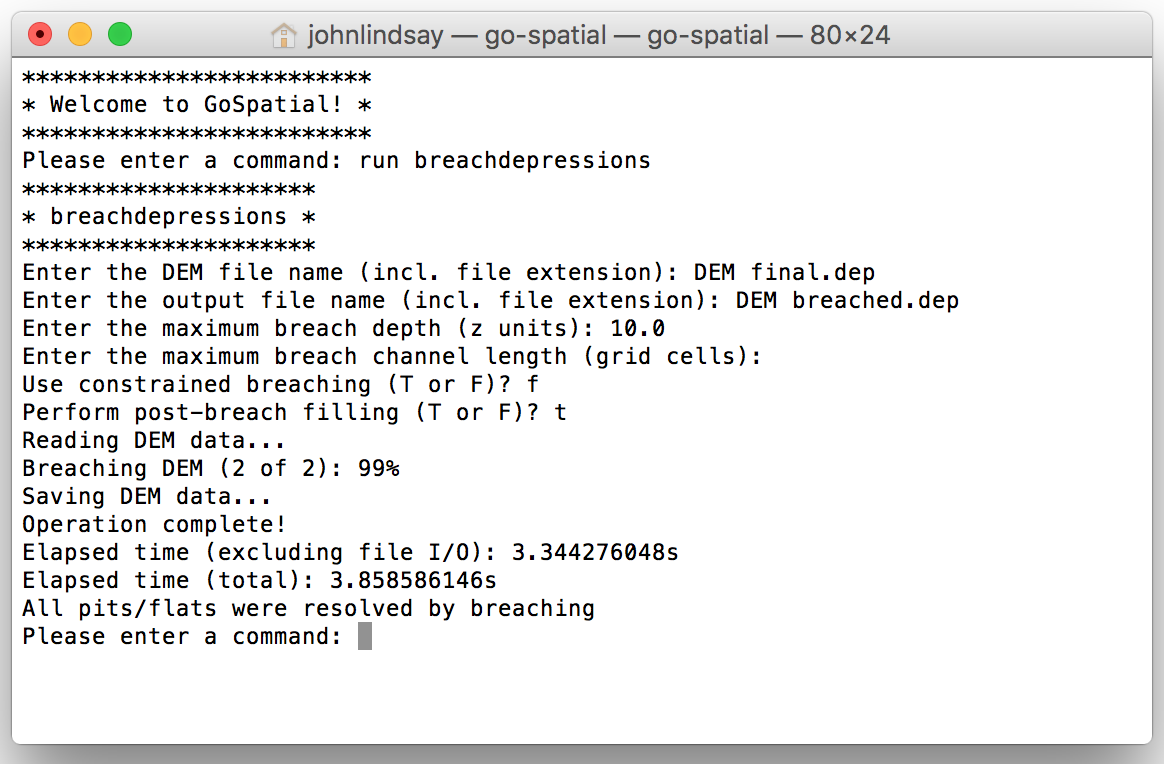 johnlindsay — go-spatial — go-spatial — 80×24
*************************
* Welcome to GoSpatial! *
*************************
Please enter a command: run breachdepressions
*********************
* breachdepressions *
*********************
Enter the DEM file name (incl. file extension): DEM final.dep
Enter the output file name (incl. file extension): DEM breached.dep
Enter the maximum breach depth (z units): 10.0
Enter the maximum breach channel length (grid cells):
Use constrained breaching (T or F)? f
Perform post-breach filling (T or F)? t
Reading DEM data...
Breaching DEM (2 of 2): 99%
Saving DEM data...
Operation complete!
Elapsed time (excluding file I/O): 3.344276048s
Elapsed time (total): 3.858586146s
All pits/flats were resolved by breaching
Please enter a command: